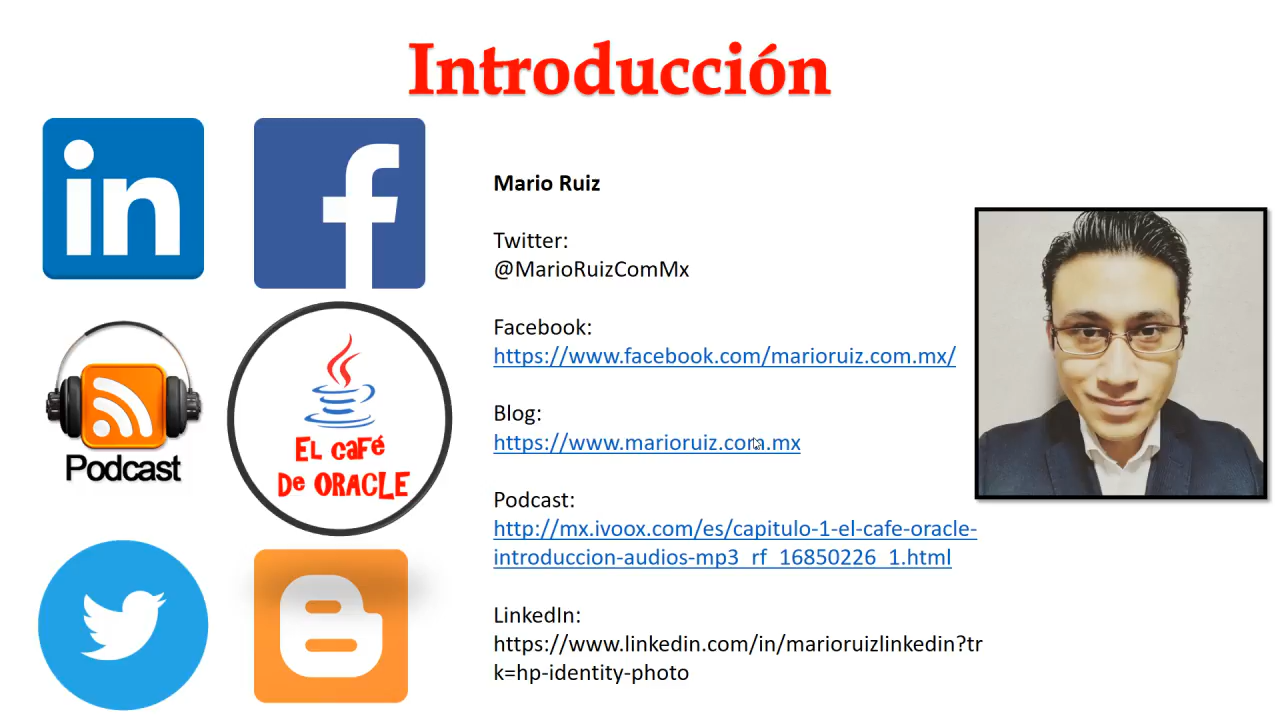 Introducción
in
f
Podcast
EL CAFÉ
De ORACLE
Mario Ruiz
Twitter:
@MarioRuizComMx
Facebook:
https://www.facebook.com/marioruiz.com.mx/
Blog:
https://www.marioruiz.com.mx
Podcast:
http://mx.ivoox.com/es/capitulo-1-el-cafe-oracle-
introduccion-audios-mp3_rf_16850226_1.html
LinkedIn:
https://www.linkedin.com/in/marioruizlinkedin?tr
k=hp-identity-photo